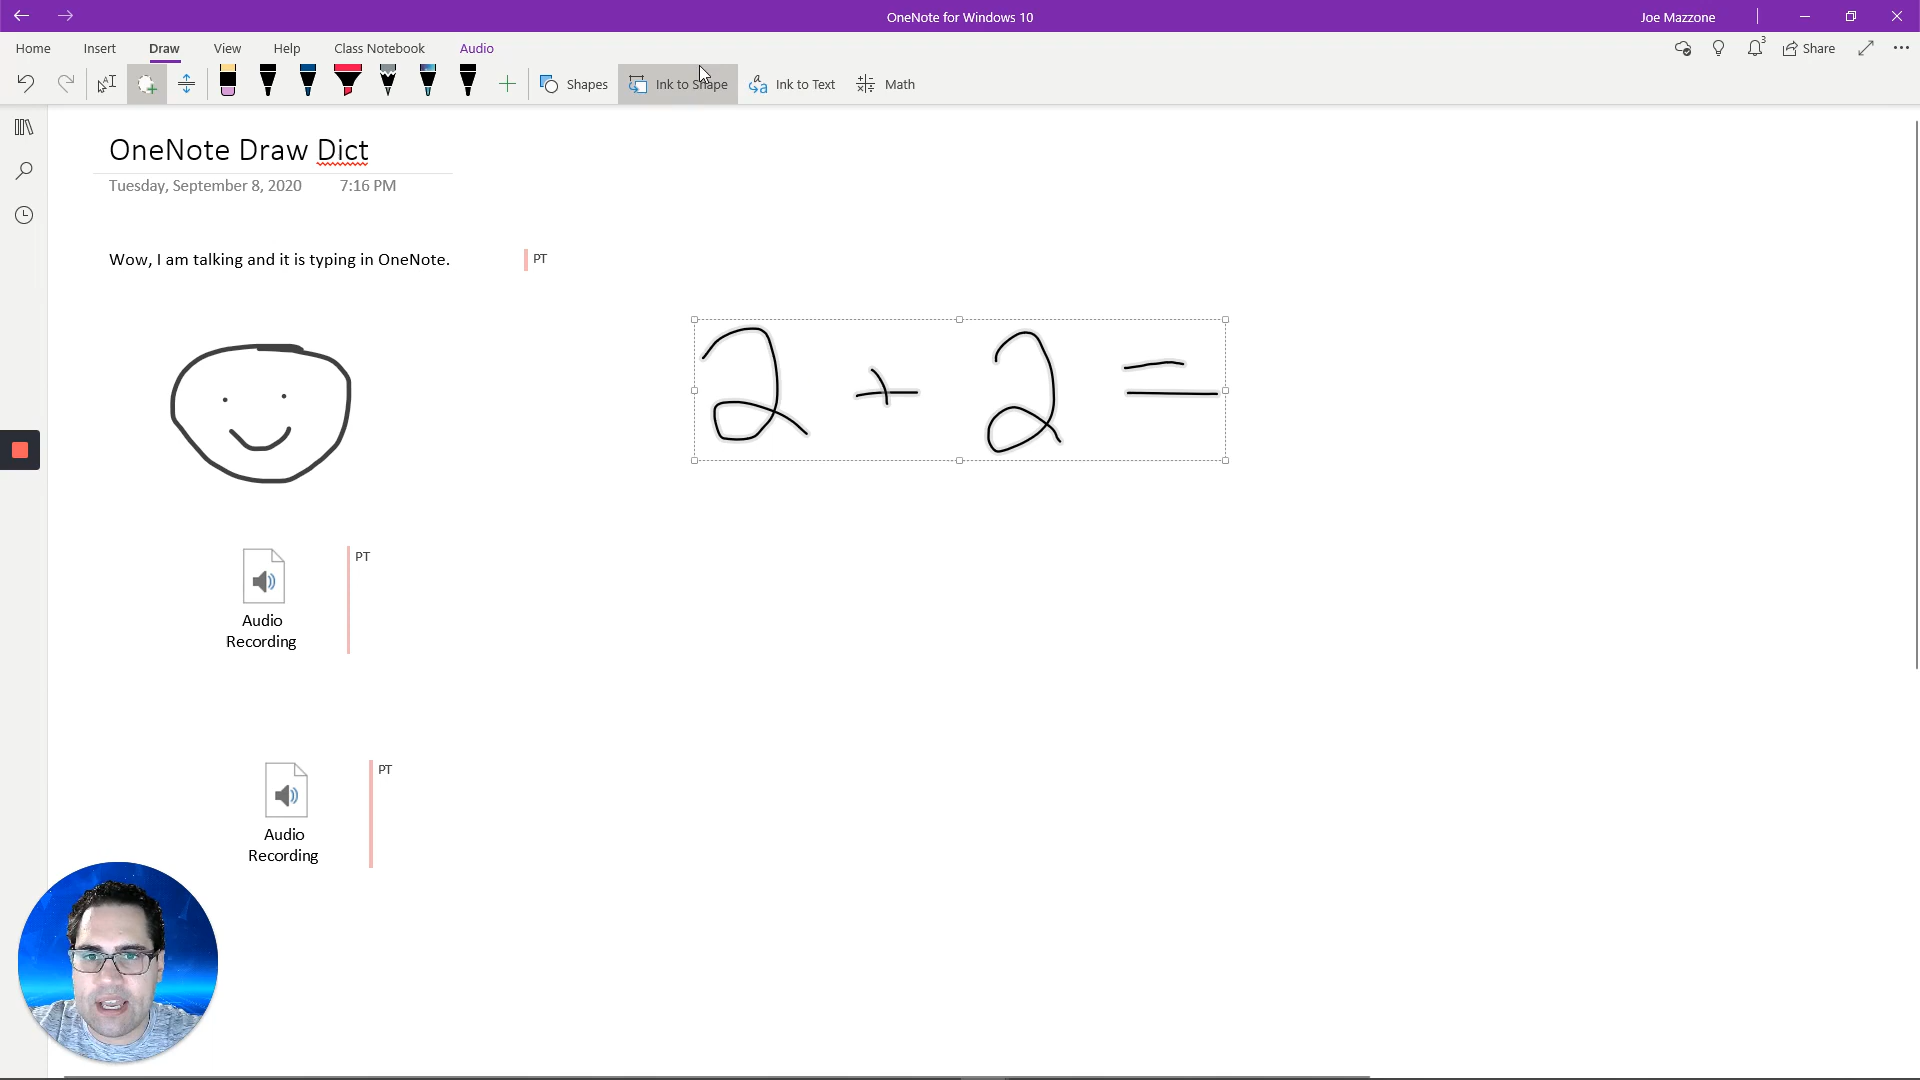 OneNote for Windows 10
Joe Mazzone
Home Insert Draw View Help Class Notebook Audio
3 Share
Shapes Ink to Shape Ink to Text Math
OneNote Draw Dict
Tuesday, September 8, 2020 7:16 PM
Wow, I am talking and it is typing in OneNote. PT
2 + 2 =
PT
Audio
Recording
PT
Audio
Recording